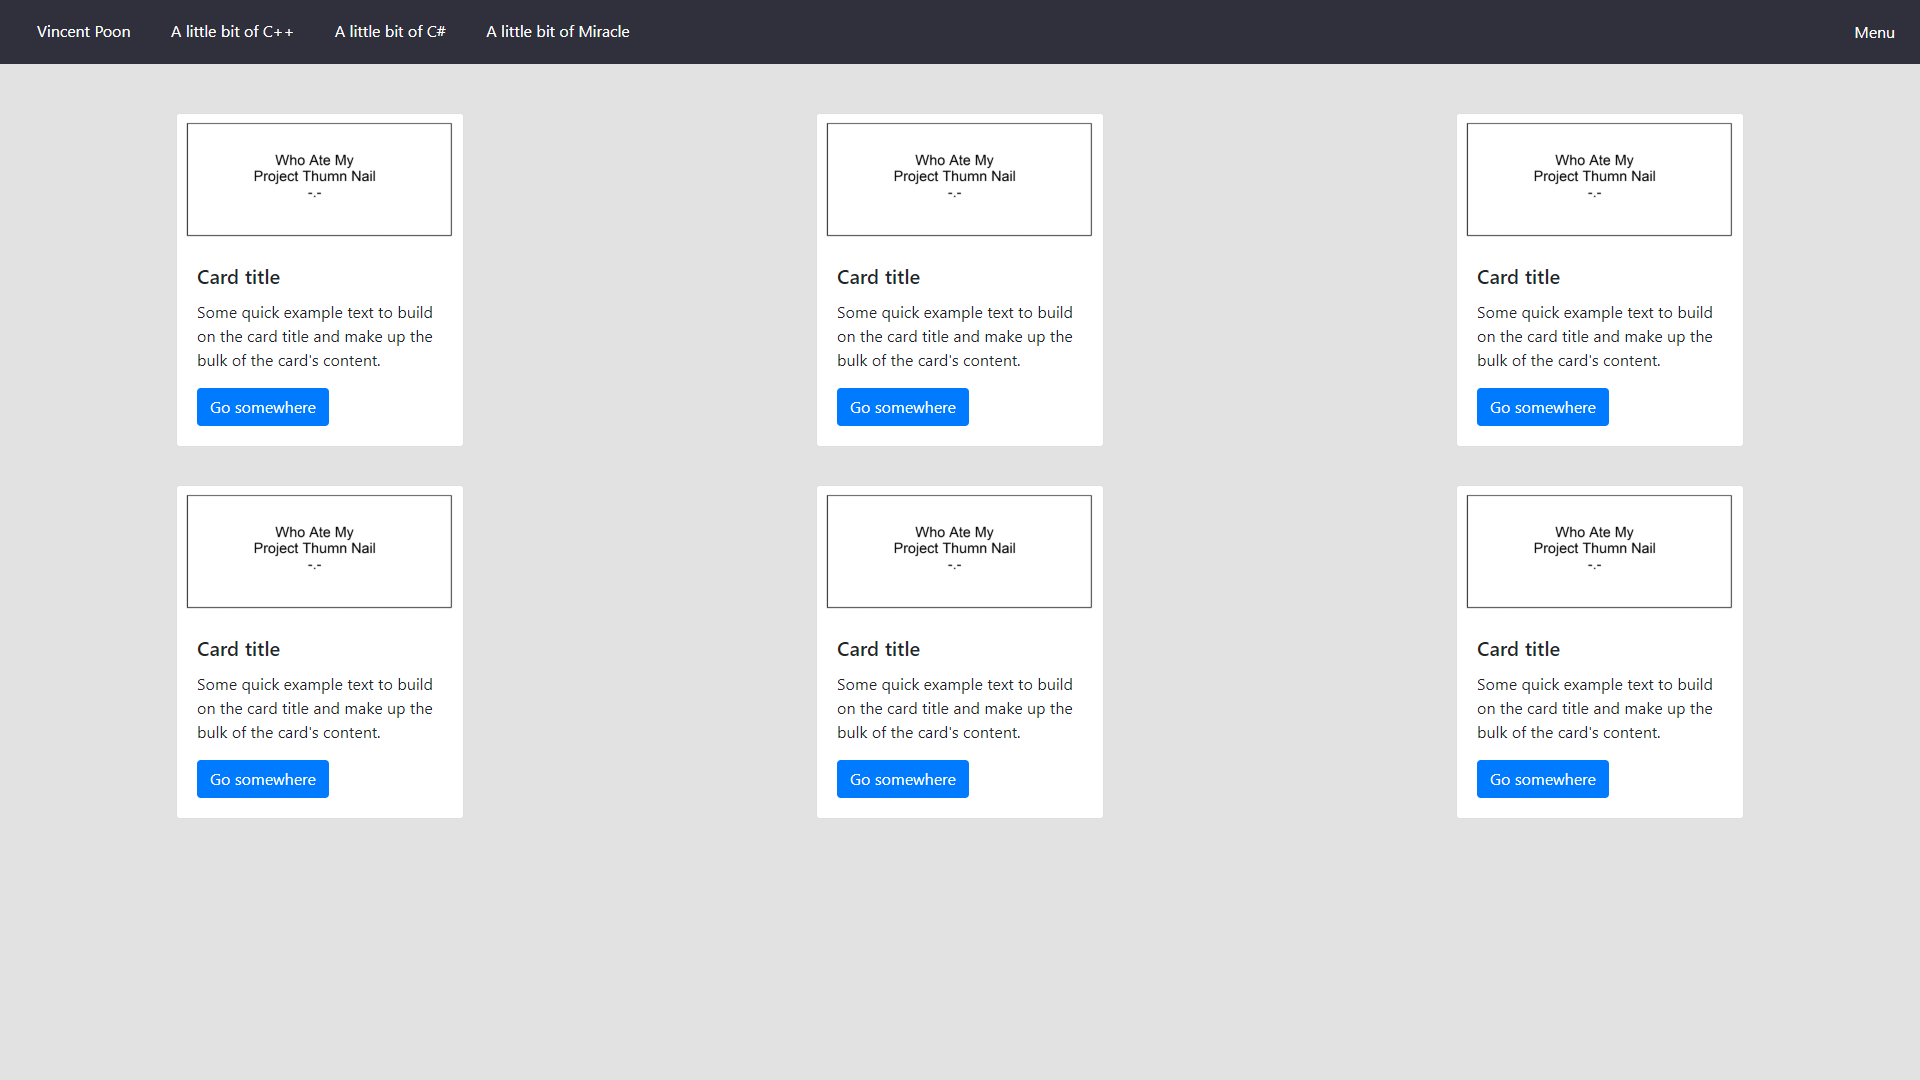 Vincent Poon A little bit of C++ A little bit of C# A little bit of Miracle Menu
Who Ate My
Project Thumn Nail
-.-
Card title
Some quick example text to build
on the card title and make up the
bulk of the card's content.
Go somewhere
Who Ate My
Project Thumn Nail
-.-
Card title
Some quick example text to build
on the card title and make up the
bulk of the card's content.
Go somewhere
Who Ate My
Project Thumn Nail
-.-
Card title
Some quick example text to build
on the card title and make up the
bulk of the card's content.
Go somewhere
Who Ate My
Project Thumn Nail
-.-
Card title
Some quick example text to build
on the card title and make up the
bulk of the card's content.
Go somewhere
Who Ate My
Project Thumn Nail
-.-
Card title
Some quick example text to build
on the card title and make up the
bulk of the card's content.
Go somewhere
Who Ate My
Project Thumn Nail
-.-
Card title
Some quick example text to build
on the card title and make up the
bulk of the card's content.
Go somewhere